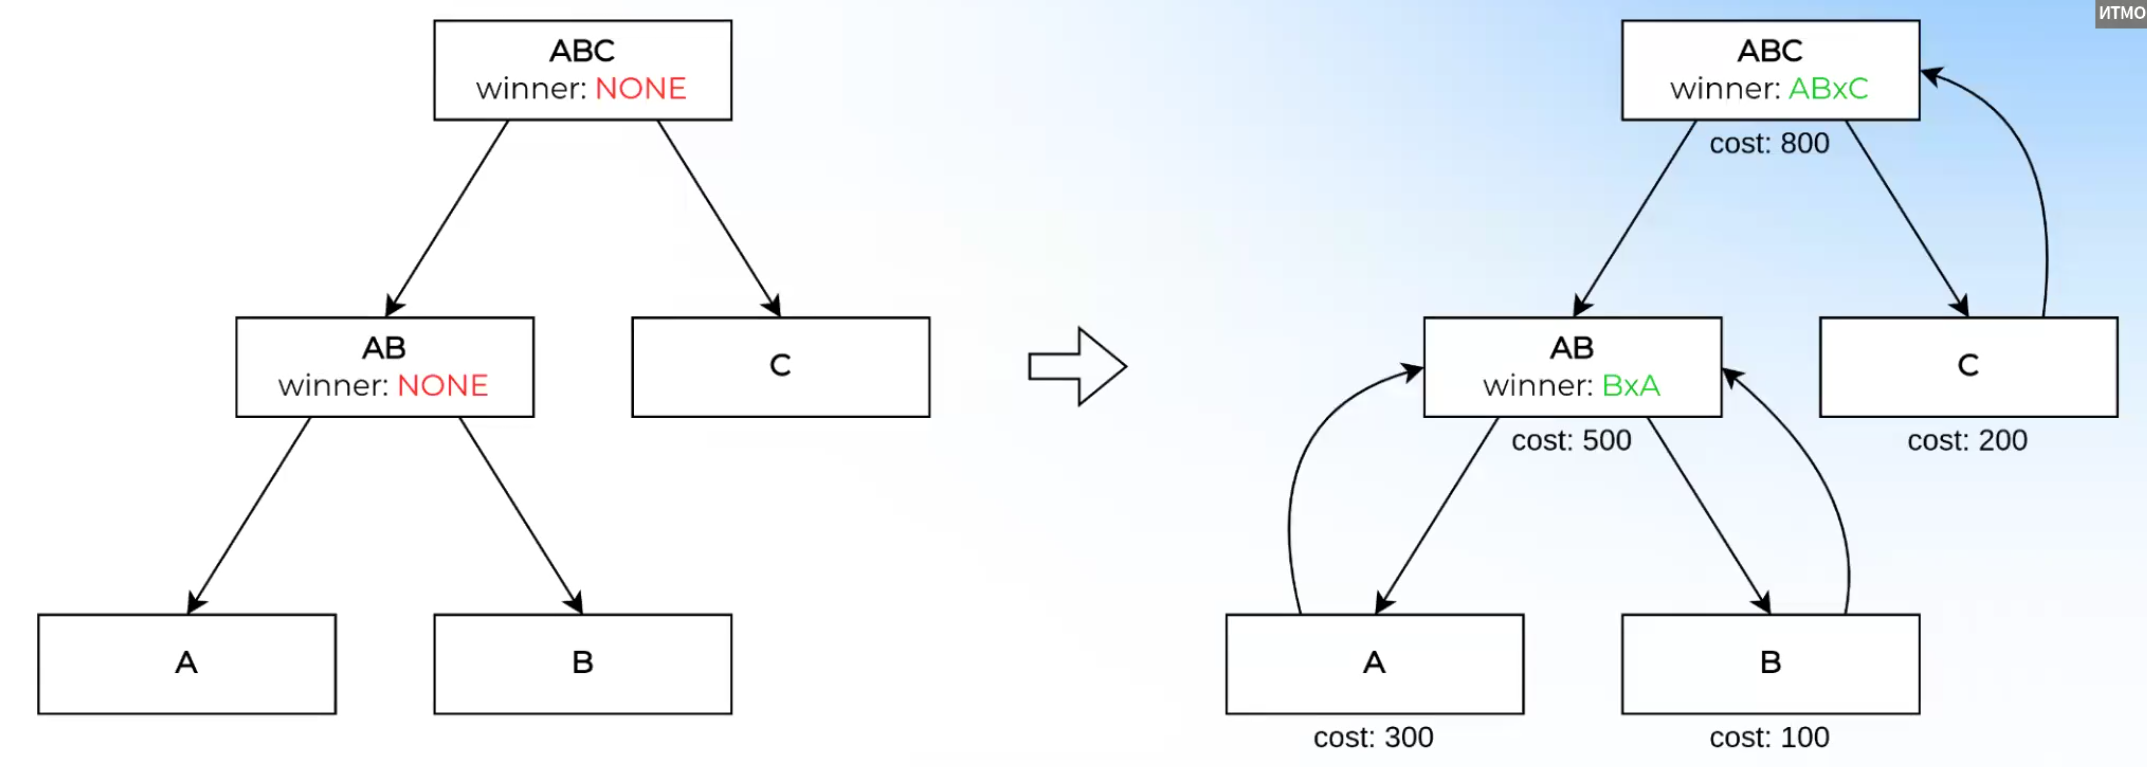 ИТМО
ABC
winner: NONE
AB
winner: NONE
C
A
B
ABC
winner: ABxC
cost: 800
AB
winner: BxA
cost: 500
C
cost: 200
A
cost: 300
B
cost: 100